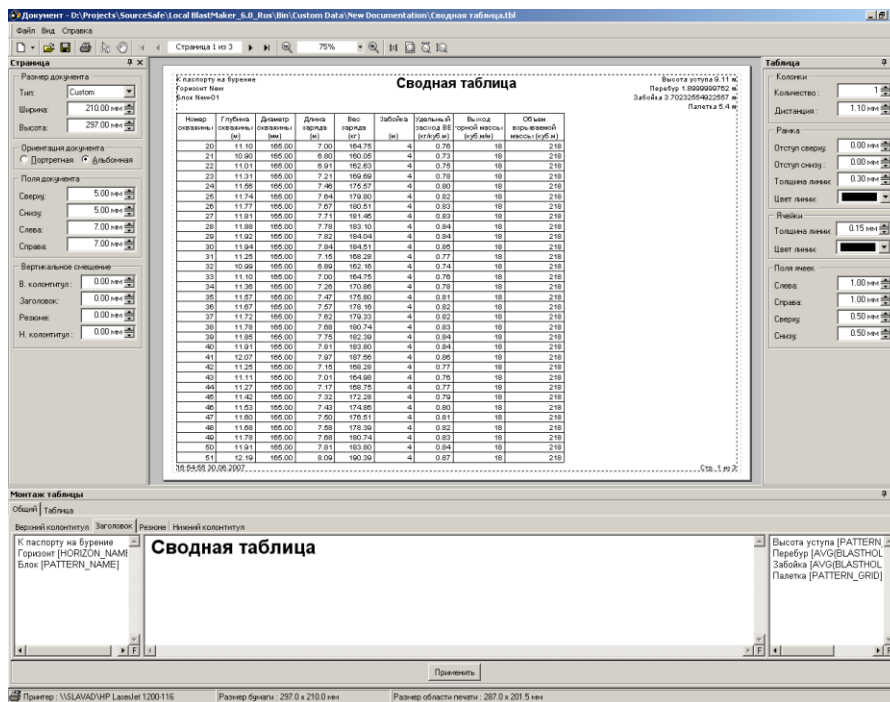 Документ - D:\Projects\SourceSafe\Local BlastMaker_6.0_Rus\Bin\Custom Data\New Documentation\Сводная таблица.tbl
Файл Вид Справка
Страница 1 из 3 75%
Страница
Размер документа
Тип: Custom
Ширина: 210.00 мм
Высота: 297.00 мм
Ориентация документа
Портретная Альбомная
Поля документа
Сверху: 5.00 мм
Снизу: 5.00 мм
Слева: 7.00 мм
Справа: 7.00 мм
Вертикальное смешение
В. колонтитул: 0.00 мм
Заголовок: 0.00 мм
Резюме: 0.00 мм
Н. колонтитул: 0.00 мм
К паспорту на бурение
Горизонт New
Блок New01
Сводная таблица
Высота уступа 9.11 м
Перебур 1.8999999762 м
Забойка 3.70232554922557 м
Палетка 5.4 м
Номер скважины Глубина скважины (м) Диаметр скважины (мм) Длина заряда (м) Вес заряда (кг) Забойка (м) Удельный расход ВВ (кг/куб.м) Выход горной массы (куб.м/м) Объем взрываемой массы (куб.м)
20 11.10 165.00 7.00 164.75 4 0.76 18 218
21 10.90 165.00 6.80 160.05 4 0.73 18 218
22 11.01 165.00 6.91 162.63 4 0.75 18 218
23 11.31 165.00 7.21 169.69 4 0.78 18 218
24 11.56 165.00 7.46 175.57 4 0.80 18 218
25 11.74 165.00 7.64 179.80 4 0.82 18 218
26 11.77 165.00 7.67 180.51 4 0.83 18 218
27 11.81 165.00 7.71 181.45 4 0.83 18 218
28 11.88 165.00 7.78 183.10 4 0.84 18 218
29 11.92 165.00 7.82 184.04 4 0.84 18 218
30 11.94 165.00 7.84 184.51 4 0.85 18 218
31 11.25 165.00 7.15 168.28 4 0.77 18 218
32 10.99 165.00 6.89 162.16 4 0.74 18 218
33 11.10 165.00 7.00 164.75 4 0.76 18 218
34 11.36 165.00 7.26 170.86 4 0.78 18 218
35 11.57 165.00 7.47 175.80 4 0.81 18 218
36 11.67 165.00 7.57 178.16 4 0.82 18 218
37 11.72 165.00 7.62 179.33 4 0.82 18 218
38 11.78 165.00 7.68 180.74 4 0.83 18 218
39 11.85 165.00 7.75 182.39 4 0.84 18 218
40 11.91 165.00 7.81 183.80 4 0.84 18 218
41 12.07 165.00 7.97 187.56 4 0.86 18 218
42 11.25 165.00 7.15 168.28 4 0.77 18 218
43 11.11 165.00 7.01 164.98 4 0.76 18 218
44 11.27 165.00 7.17 168.75 4 0.77 18 218
45 11.42 165.00 7.32 172.28 4 0.79 18 218
46 11.53 165.00 7.43 174.86 4 0.80 18 218
47 11.60 165.00 7.50 176.51 4 0.81 18 218
48 11.68 165.00 7.58 178.39 4 0.82 18 218
49 11.78 165.00 7.68 180.74 4 0.83 18 218
50 11.91 165.00 7.81 183.80 4 0.84 18 218
51 12.19 165.00 8.09 190.39 4 0.87 18 218
16:54:55 30.08.2007 Стр. 1 из 3
Таблица
Колонки
Количество: 1
Дистанция: 1.10 мм
Рамка
Отступ сверху: 0.00 мм
Отступ снизу: 0.00 мм
Толщина линии: 0.30 мм
Цвет линии:
Ячейки
Толщина линии: 0.15 мм
Цвет линии:
Поля ячеек
Слева: 1.00 мм
Справа: 1.00 мм
Сверху: 0.50 мм
Снизу: 0.50 мм
Монтаж таблицы
Общий Таблица
Верхний колонтитул Заголовок Резюме Нижний колонтитул
К паспорту на бурение
Горизонт [HORIZON_NAME
Блок [PATTERN_NAME]
F
Сводная таблица
F
Высота уступа [PATTERN_
Перебур [AVG(BLASTHOL
Забойка [AVG(BLASTHOL
Палетка [PATTERN_GRID]
F
Применить
Принтер : \\SLAVAD\HP LaserJet 1200-116 Размер бумаги : 297.0 x 210.0 мм Размер области печати : 287.0 x 201.5 мм